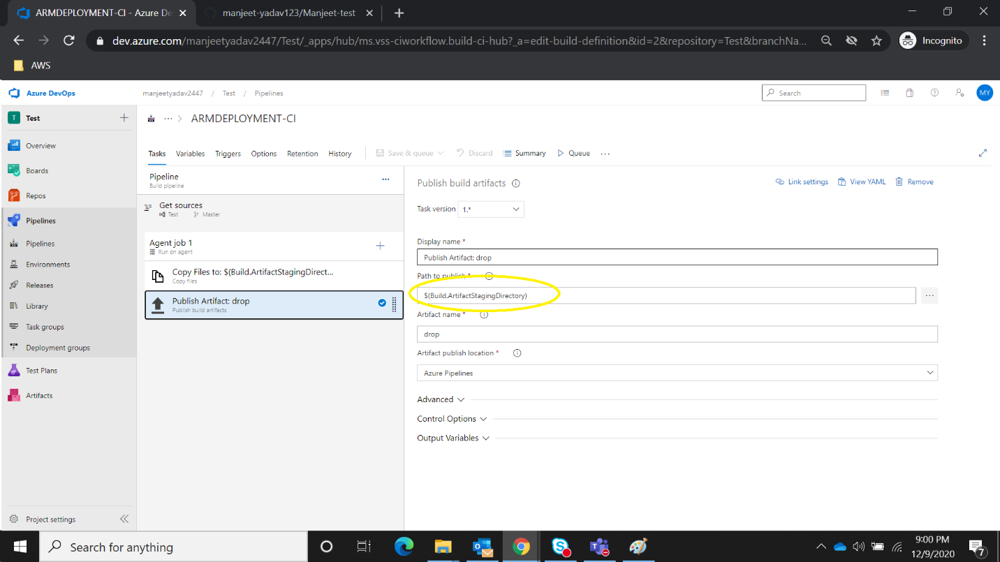 ARMDEPLOYMENT-CI - Azure De
manjeet-yadav123/Manjeet-test
dev.azure.com/manjeetyadav2447/Test/_apps/hub/ms.vss-ciworkflow.build-ci-hub?_a=edit-build-definition&id=2&repository=Test&branchNa...
Incognito
AWS
Azure DevOps
manjeetyadav2447 / Test / Pipelines
Search
MY
T Test
ARMDEPLOYMENT-CI
Overview
Boards
Repos
Pipelines
Pipelines
Environments
Releases
Library
Task groups
Deployment groups
Test Plans
Artifacts
Project settings
Tasks Variables Triggers Options Retention History Save & queue Discard Summary Queue ...
Pipeline
Build pipeline
Get sources
Test Master
Agent job 1
Run on agent
Copy Files to: $(Build.ArtifactStagingDirect...
Copy files
Publish Artifact: drop
Publish build artifacts
Publish build artifacts
Link settings View YAML Remove
Task version 1.*
Display name *
Publish Artifact: drop
Path to publish *
$(Build.ArtifactStagingDirectory)
Artifact name *
drop
Artifact publish location *
Azure Pipelines
Advanced
Control Options
Output Variables
Search for anything
9:00 PM
12/9/2020
7